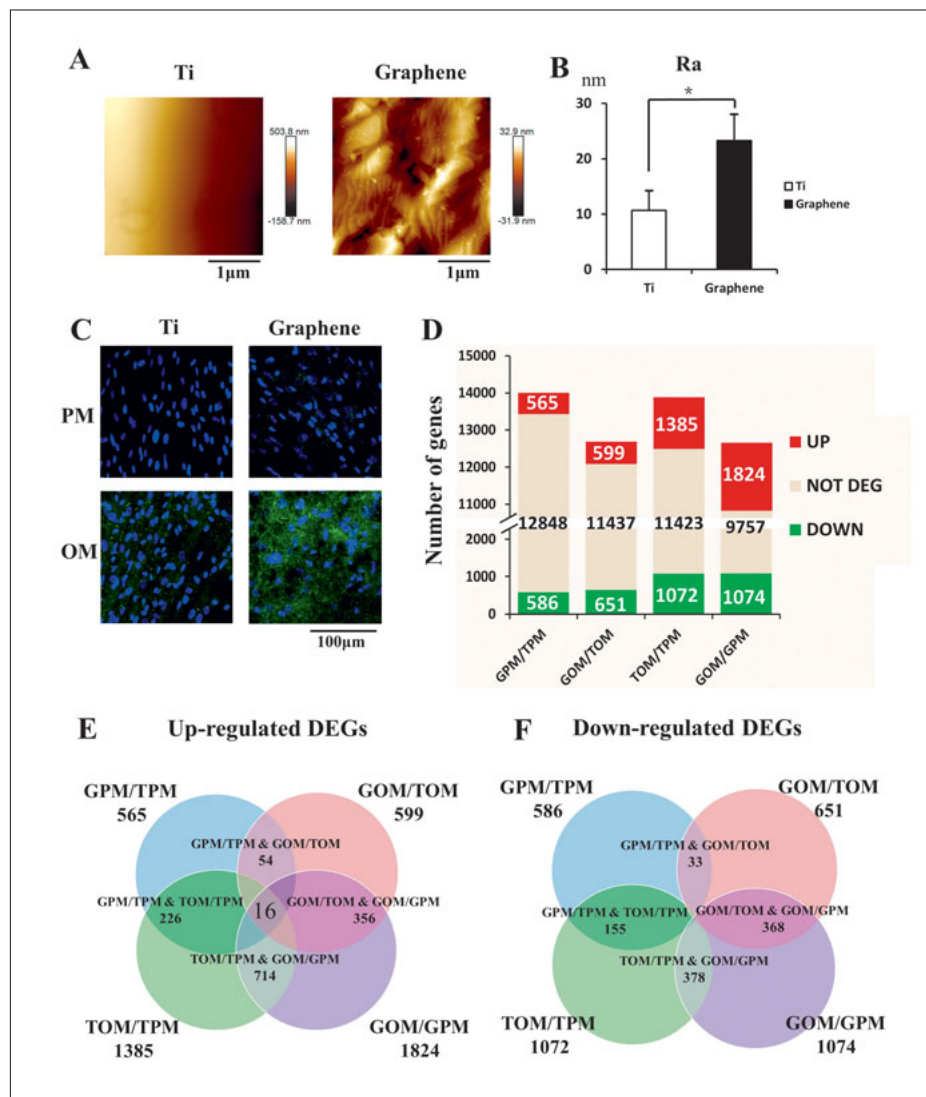 A
Ti
Graphene
503.8 nm
-158.7 nm
32.9 nm
-31.9 nm
1μm
1μm
B
Ra
nm
*
30
20
10
0
Ti
Graphene
Ti
Graphene
C
Ti
Graphene
PM
OM
100μm
D
Number of genes
15000
14000
13000
12000
11000
2000
1000
0
565
599
1385
1824
12848
11437
11423
9757
586
651
1072
1074
GPM/TPM
GOM/TOM
TOM/TPM
GOM/GPM
UP
NOT DEG
DOWN
E
Up-regulated DEGs
GPM/TPM
565
GOM/TOM
599
GPM/TPM & GOM/TOM
54
GPM/TPM & TOM/TPM
226
16
GOM/TOM & GOM/GPM
356
TOM/TPM & GOM/GPM
714
TOM/TPM
1385
GOM/GPM
1824
F
Down-regulated DEGs
GPM/TPM
586
GOM/TOM
651
GPM/TPM & GOM/TOM
33
GPM/TPM & TOM/TPM
155
GOM/TOM & GOM/GPM
368
TOM/TPM & GOM/GPM
378
TOM/TPM
1072
GOM/GPM
1074